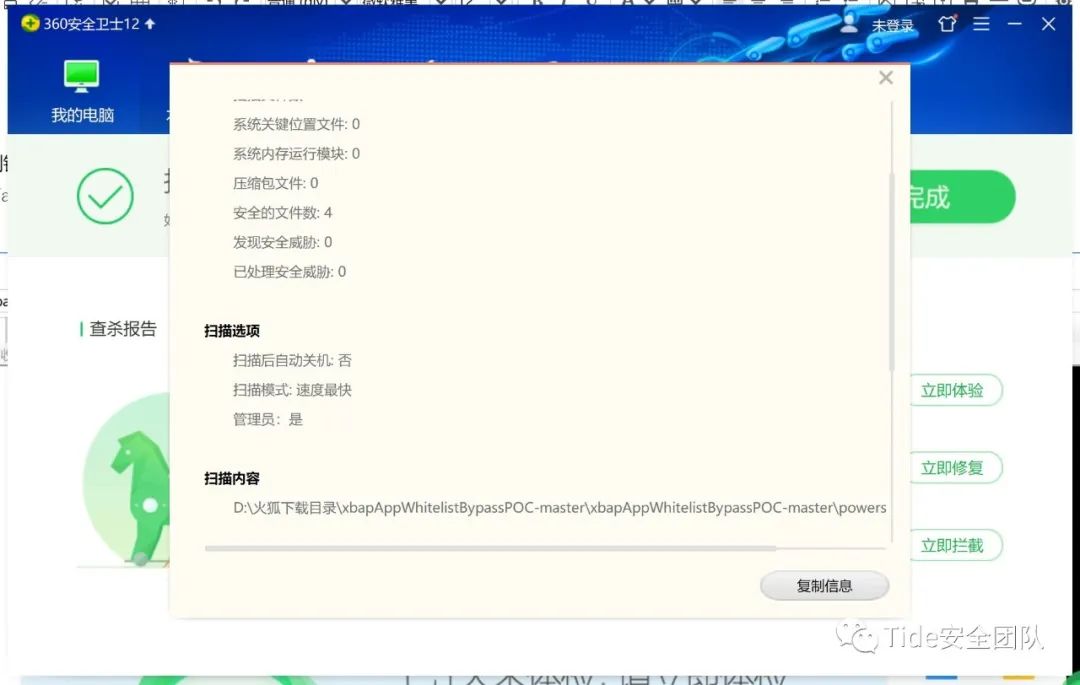 360安全卫士12
未登录
我的电脑
系统关键位置文件: 0
系统内存运行模块: 0
压缩包文件: 0
安全的文件数: 4
发现安全威胁: 0
已处理安全威胁: 0
完成
查杀报告
扫描选项
扫描后自动关机: 否
扫描模式: 速度最快
管理员：是
立即体验
立即修复
立即拦截
扫描内容
D:\火狐下载目录\xbapAppWhitelistBypassPOC-master\xbapAppWhitelistBypassPOC-master\powers
复制信息
Tide安全团队